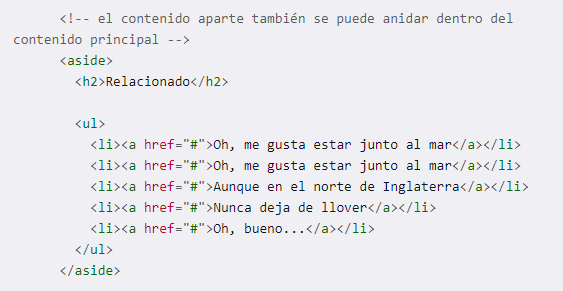 <!-- el contenido aparte también se puede anidar dentro del
contenido principal -->
<aside>
<h2>Relacionado</h2>
<ul>
<li><a href="#">Oh, me gusta estar junto al mar</a></li>
<li><a href="#">Oh, me gusta estar junto al mar</a></li>
<li><a href="#">Aunque en el norte de Inglaterra</a></li>
<li><a href="#">Nunca deja de llover</a></li>
<li><a href="#">Oh, bueno...</a></li>
</ul>
</aside>